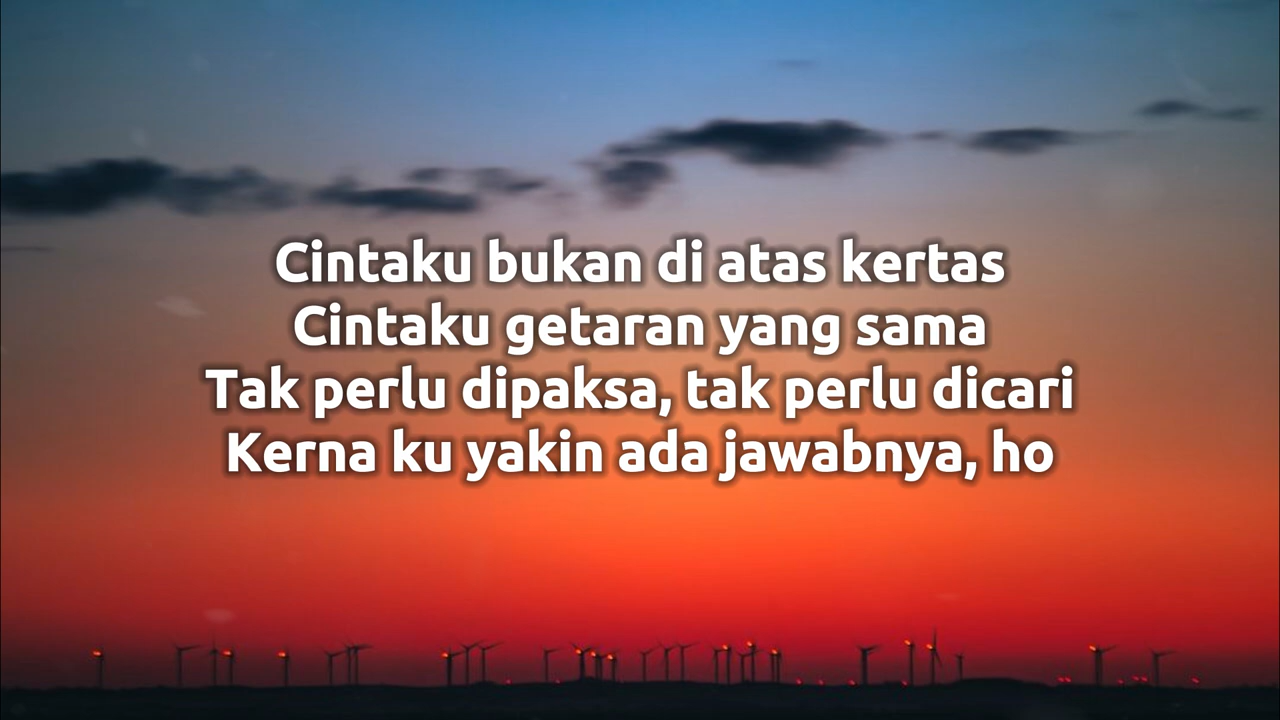 Cintaku bukan di atas kertas
Cintaku getaran yang sama
Tak perlu dipaksa, tak perlu dicari
Kerna ku yakin ada jawabnya, ho